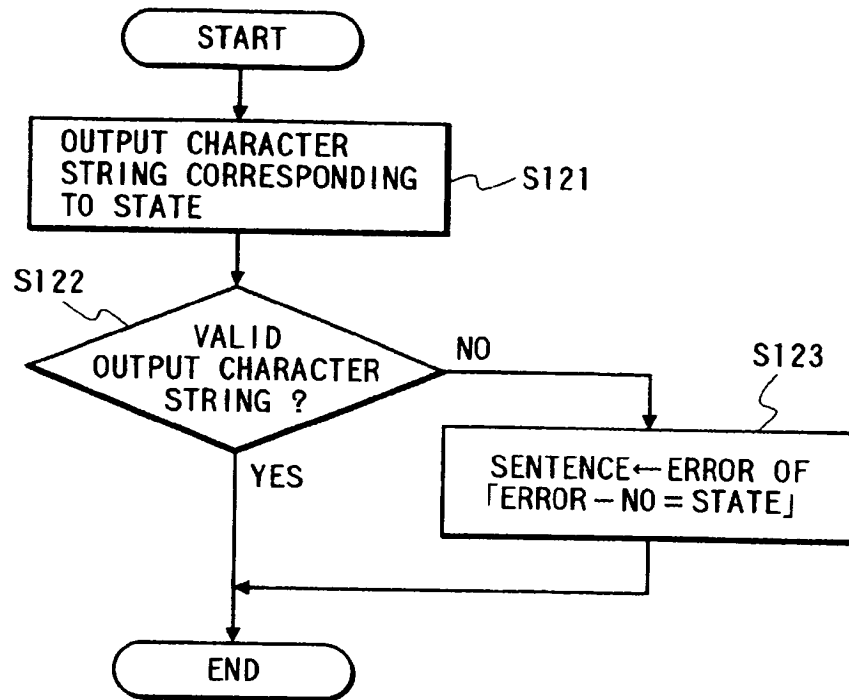 START
OUTPUT CHARACTER
STRING CORRESPONDING
TO STATE
S121
S122
VALID
OUTPUT CHARACTER
STRING ?
NO
YES
S123
SENTENCE←ERROR OF
「ERROR-NO=STATE」
END